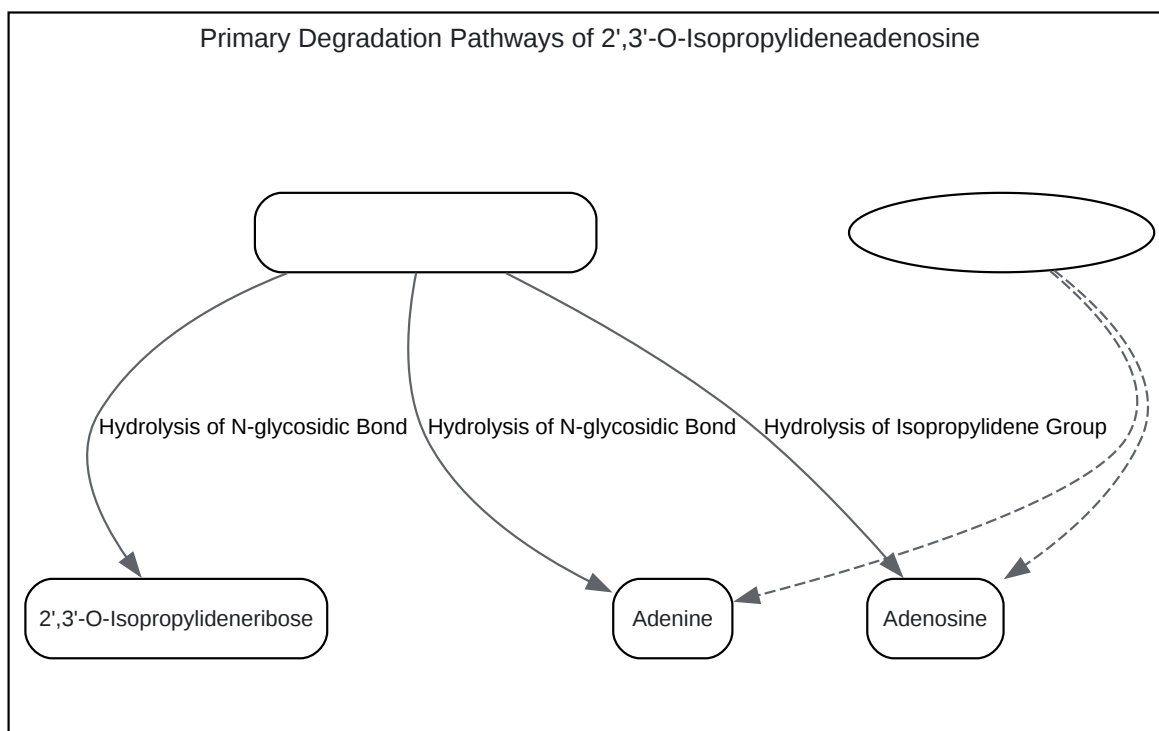 Primary Degradation Pathways of 2',3'-O-Isopropylideneadenosine
Hydrolysis of N-glycosidic Bond
Hydrolysis of N-glycosidic Bond
Hydrolysis of Isopropylidene Group
2',3'-O-Isopropylideneribose
Adenine
Adenosine